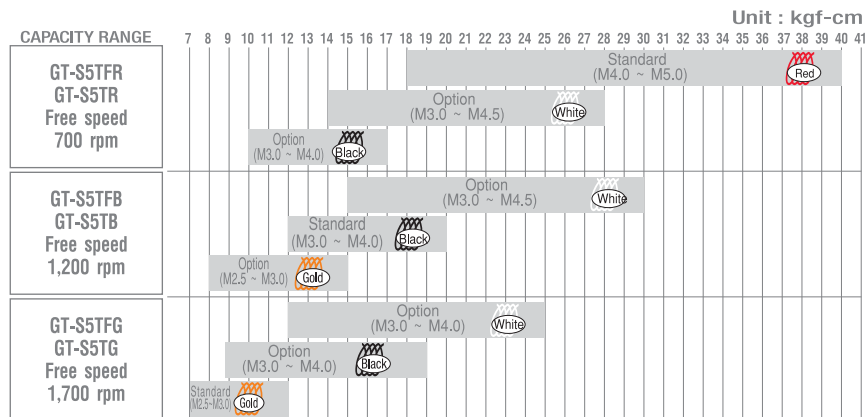 Unit : kgf-cm
CAPACITY RANGE 7 8 9 10 11 12 13 14 15 16 17 18 19 20 21 22 23 24 25 26 27 28 29 30 31 32 33 34 35 36 37 38 39 40 41
GT-S5TFR
GT-S5TR
Free speed
700 rpm
Standard
(M4.0 ~ M5.0)
Red
Option
(M3.0 ~ M4.5)
White
Option
(M3.0 ~ M4.0)
Black
GT-S5TFB
GT-S5TB
Free speed
1,200 rpm
Option
(M3.0 ~ M4.5)
White
Standard
(M3.0 ~ M4.0)
Black
Option
(M2.5 ~ M3.0)
Gold
GT-S5TFG
GT-S5TG
Free speed
1,700 rpm
Option
(M3.0 ~ M4.0)
White
Option
(M3.0 ~ M4.0)
Black
Standard
(M2.5~M3.0)
Gold